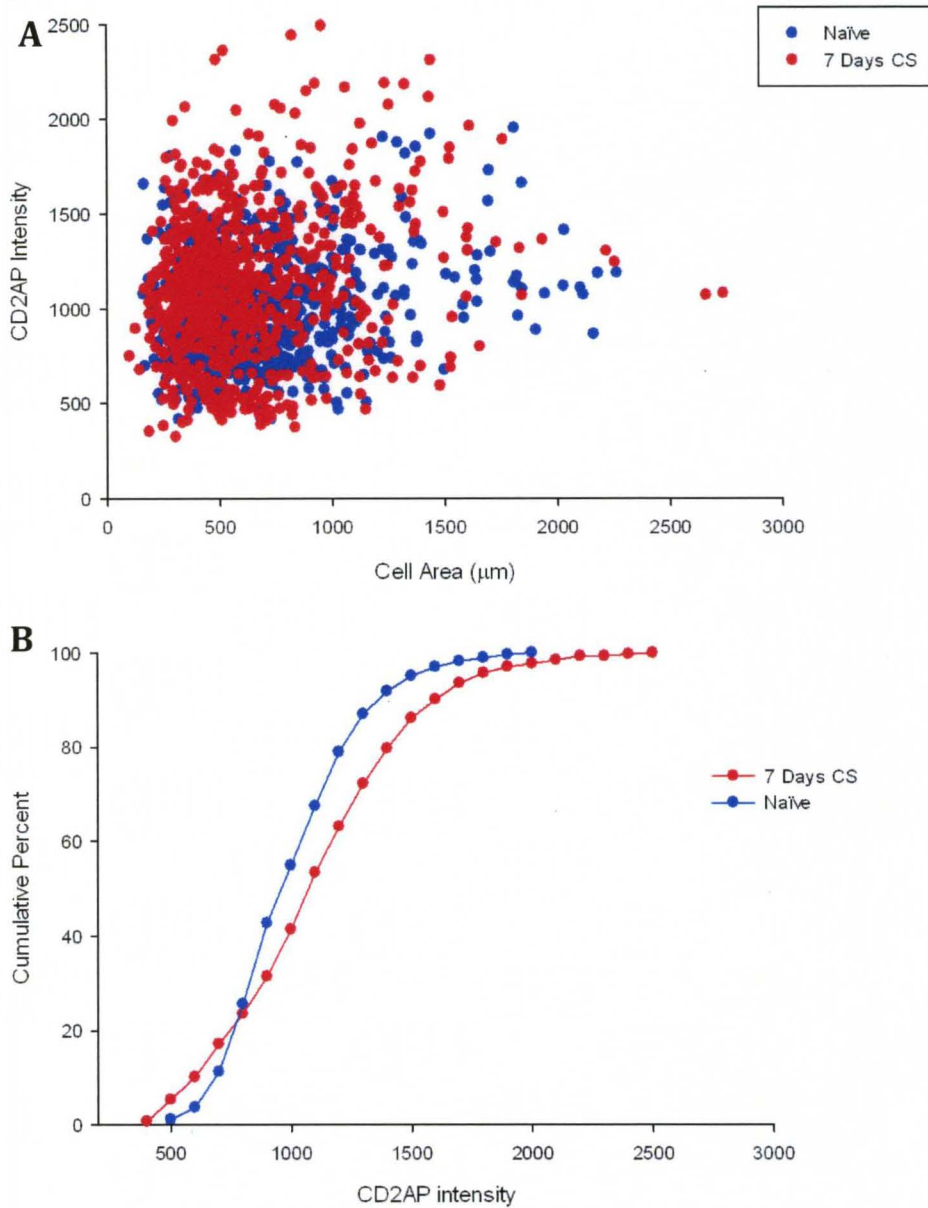 A
Naïve
7 Days CS
2500
2000
1500
1000
500
0
CD2AP Intensity
0 500 1000 1500 2000 2500 3000
Cell Area (μm)
B
100
80
60
40
20
0
Cumulative Percent
7 Days CS
Naïve
500 1000 1500 2000 2500 3000
CD2AP intensity